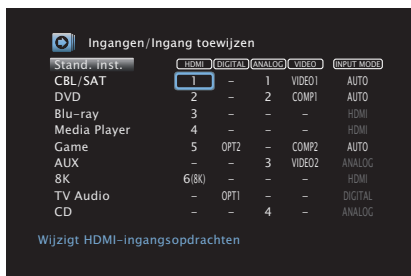 Ingangen/Ingang toewijzen
Stand. inst. HDMI DIGITAL ANALOG VIDEO INPUT MODE
CBL/SAT 1 – 1 VIDEO1 AUTO
DVD 2 – 2 COMP1 AUTO
Blu-ray 3 – – – HDMI
Media Player 4 – – – HDMI
Game 5 OPT2 – COMP2 AUTO
AUX – – 3 VIDEO2 ANALOG
8K 6(8K) – – – HDMI
TV Audio – OPT1 – – DIGITAL
CD – – 4 – ANALOG
Wijzigt HDMI-ingangsopdrachten